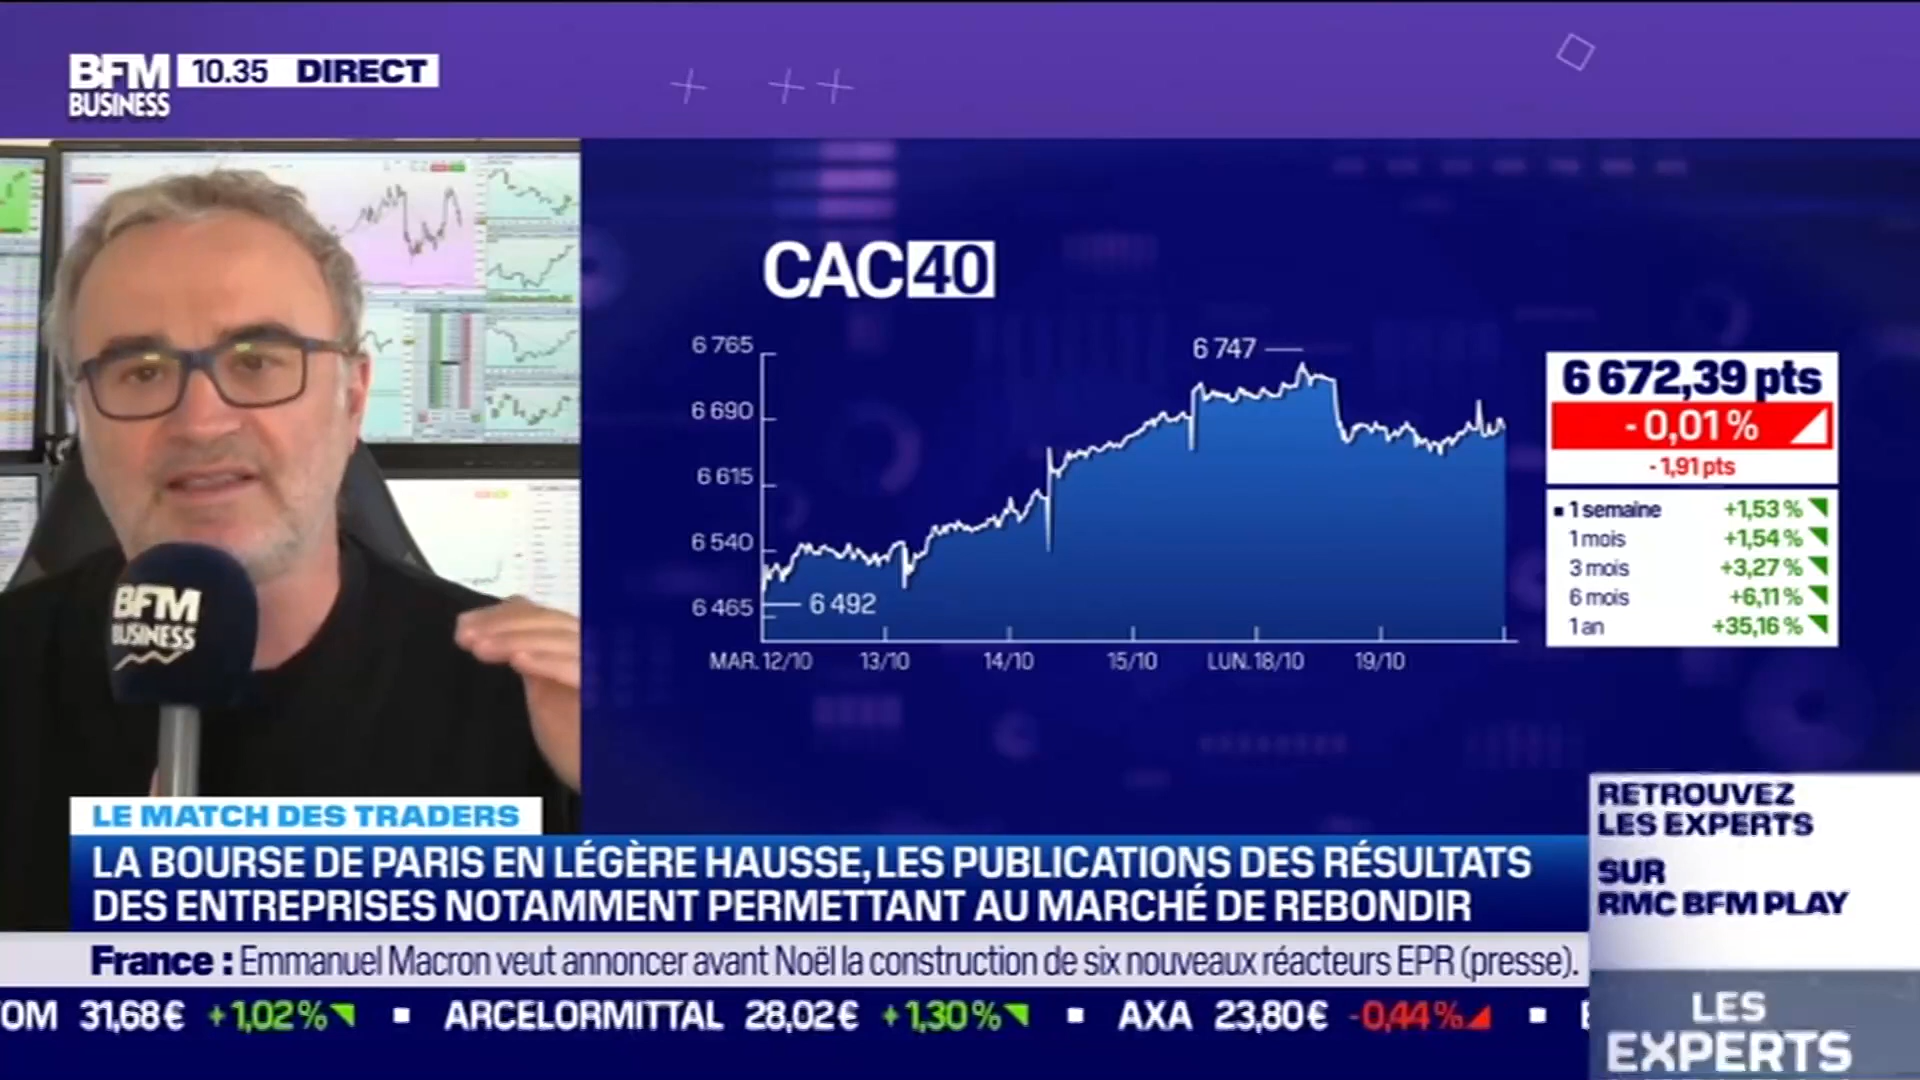 BFM
BUSINESS
10.35 DIRECT
CAC40
6 765
6 690
6 615
6 540
6 465
6 747
6 492
MAR. 12/10
13/10
14/10
15/10
LUN. 18/10
19/10
6 672,39 pts
- 0,01 %
- 1,91 pts
1 semaine +1,53 %
1 mois +1,54 %
3 mois +3,27 %
6 mois +6,11 %
1 an +35,16 %
BFM
BUSINESS
LE MATCH DES TRADERS
LA BOURSE DE PARIS EN LÉGÈRE HAUSSE, LES PUBLICATIONS DES RÉSULTATS
DES ENTREPRISES NOTAMMENT PERMETTANT AU MARCHÉ DE REBONDIR
France : Emmanuel Macron veut annoncer avant Noël la construction de six nouveaux réacteurs EPR (presse).
OM 31,68 € +1,02 % ■ ARCELORMITTAL 28,02 € +1,30 % ■ AXA 23,80 € -0,44 % ■
RETROUVEZ
LES EXPERTS
SUR
RMC BFM PLAY
LES
EXPERTS